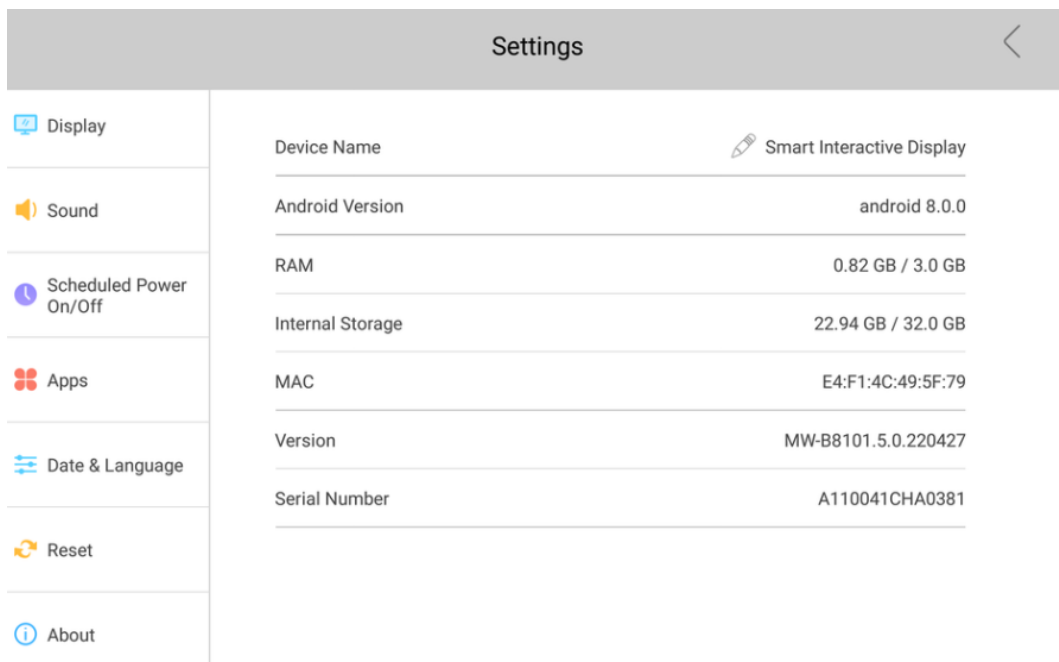 Settings
Display
Sound
Scheduled Power
On/Off
Apps
Date & Language
Reset
About
Device Name Smart Interactive Display
Android Version android 8.0.0
RAM 0.82 GB / 3.0 GB
Internal Storage 22.94 GB / 32.0 GB
MAC E4:F1:4C:49:5F:79
Version MW-B8101.5.0.220427
Serial Number A110041CHA0381